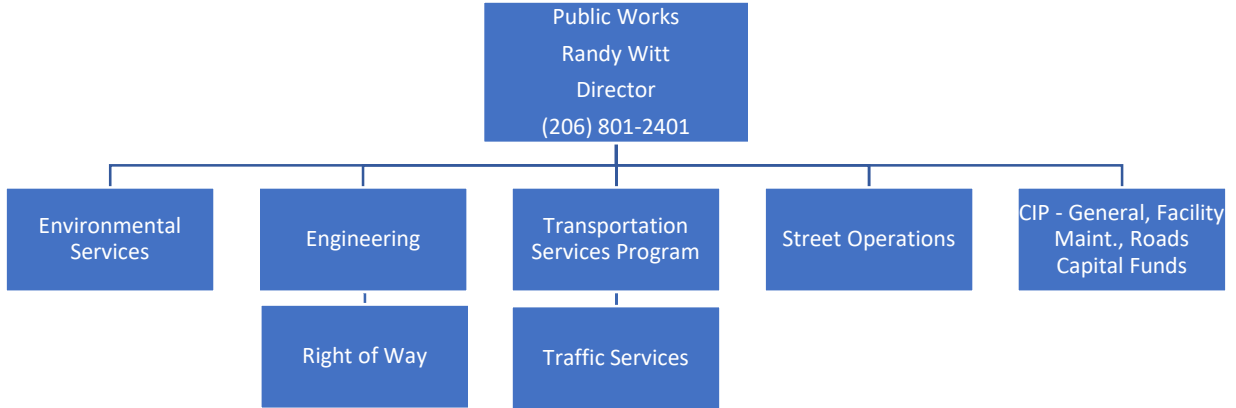 Public Works
Randy Witt
Director
(206) 801-2401
Environmental
Services
Engineering
Transportation
Services Program
Street Operations
CIP - General, Facility
Maint., Roads
Capital Funds
Right of Way
Traffic Services